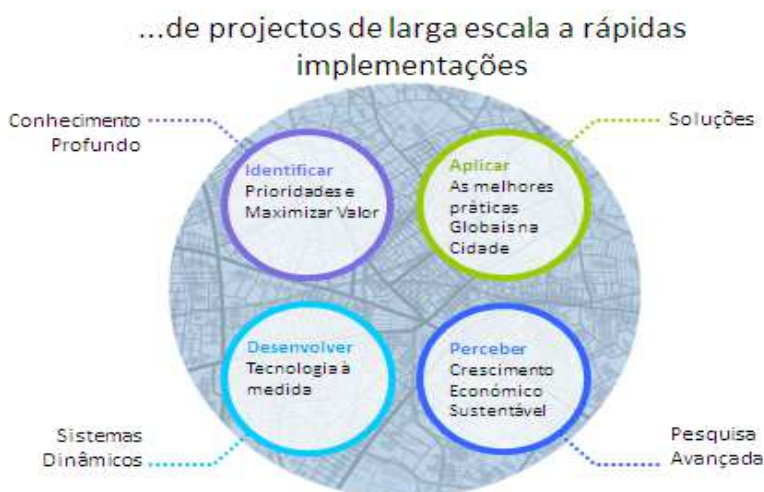 ...de projectos de larga escala a rápidas
implementações
Conhecimento
Profundo
Soluções
Identificar
Prioridades e
Maximizar Valor
Aplicar
As melhores
práticas
Globais na
Cidade
Desenvolver
Tecnologia à
medida
Perceber
Crescimento
Económico
Sustentável
Sistemas
Dinâmicos
Pesquisa
Avançada